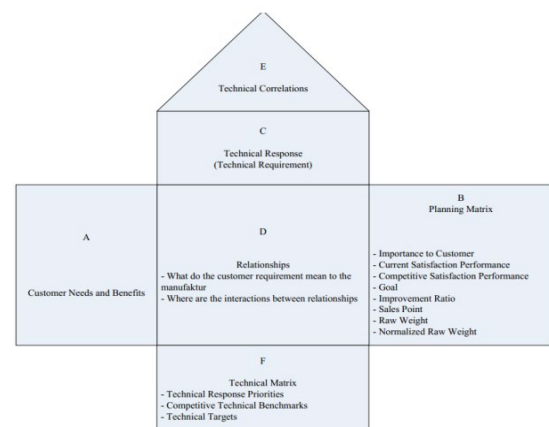 E
Technical Correlations
C
Technical Response
(Technical Requirement)
A
Customer Needs and Benefits
D
Relationships
- What do the customer requirement mean to the
manufaktur
- Where are the interactions between relationships
B
Planning Matrix
- Importance to Customer
- Current Satisfaction Performance
- Competitive Satisfaction Performance
- Goal
- Improvement Ratio
- Sales Point
- Raw Weight
- Normalized Raw Weight
F
Technical Matrix
- Technical Response Priorities
- Competitive Technical Benchmarks
- Technical Targets